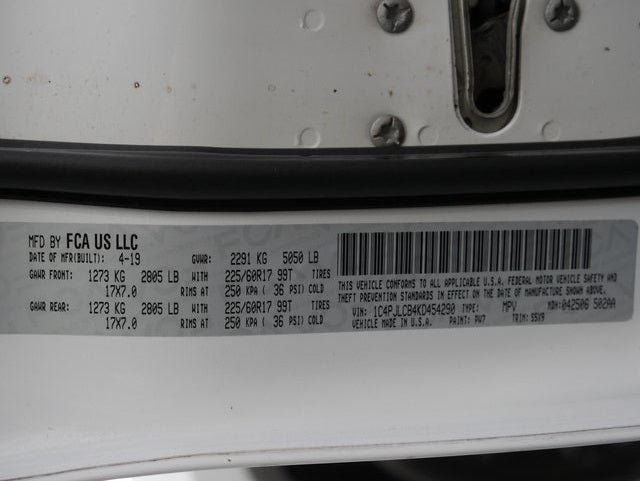 MFD BY FCA US LLC
DATE OF MFR(BUILT): 4-19 GVWR: 2291 KG 5050 LB
GAWR FRONT: 1273 KG 2805 LB WITH 225/60R17 99T TIRES
17X7.0 RIMS AT 250 KPA ( 36 PSI) COLD
GAWR REAR: 1273 KG 2805 LB WITH 225/60R17 99T TIRES
17X7.0 RIMS AT 250 KPA ( 36 PSI) COLD
THIS VEHICLE CONFORMS TO ALL APPLICABLE U.S.A. FEDERAL MOTOR VEHICLE SAFETY AND
THEFT PREVENTION STANDARDS IN EFFECT ON THE DATE OF MANUFACTURE SHOWN ABOVE.
VIN: 1C4PJLCB4KD454290 TYPE: MPV MDH: 042506 502AA
VEHICLE MADE IN U.S.A. PAINT: PW7 TRIM: S5X9